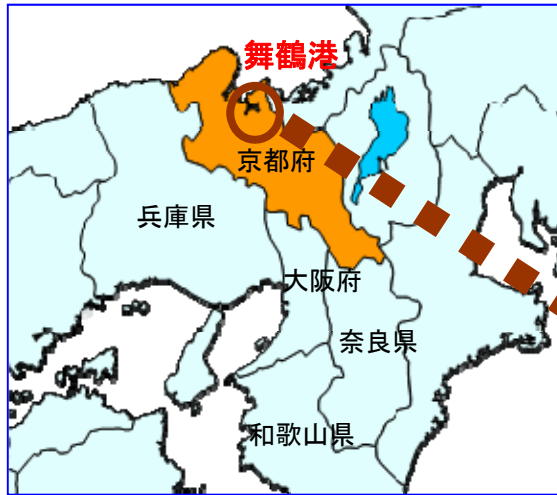 舞鶴港
京都府
兵庫県
大阪府
奈良県
和歌山県